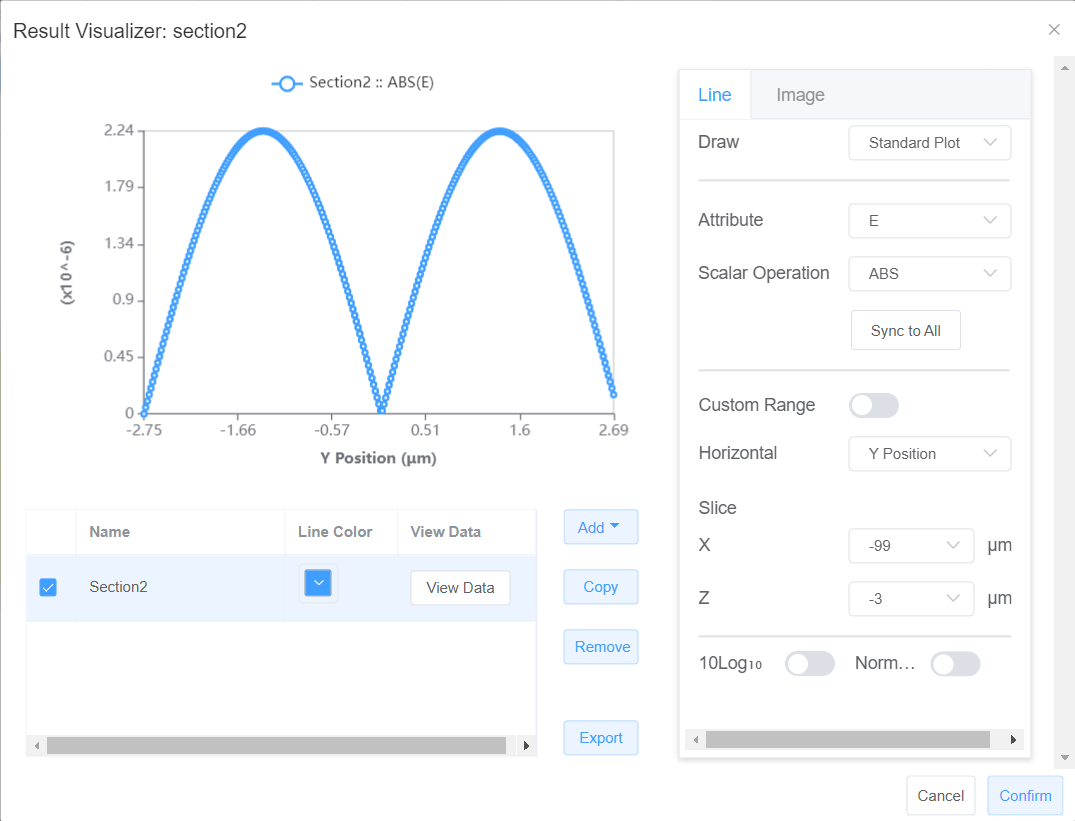 Result Visualizer: section2
Section2 :: ABS(E)
2.24
1.79
1.34
0.9
0.45
0
(x10^-6)
-2.75 -1.66 -0.57 0.51 1.6 2.69
Y Position (μm)
Name Line Color View Data
Section2 View Data
Add
Copy
Remove
Export
Line Image
Draw Standard Plot
Attribute E
Scalar Operation ABS
Sync to All
Custom Range
Horizontal Y Position
Slice
X -99 μm
Z -3 μm
10Log10 Norm...
Cancel Confirm